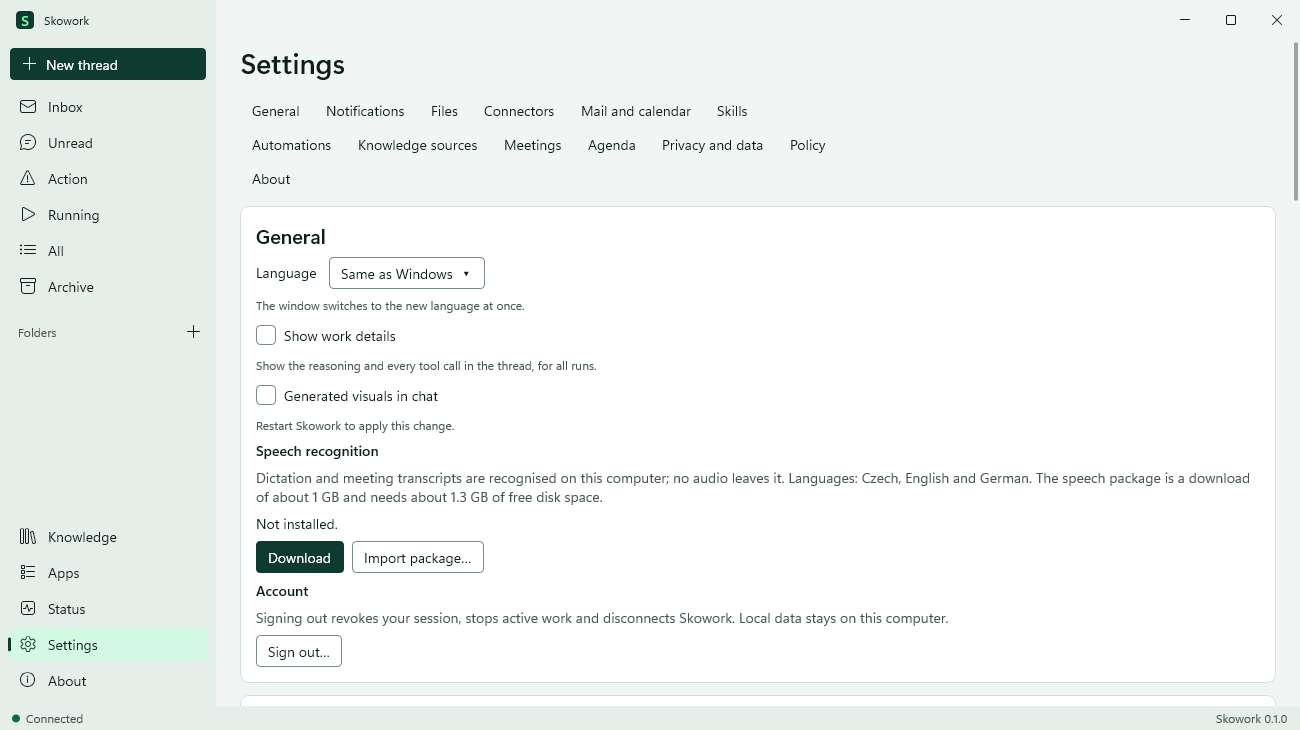 Skowork
New thread
Inbox
Unread
Action
Running
All
Archive
Folders
Knowledge
Apps
Status
Settings
About
Connected
Settings
General Notifications Files Connectors Mail and calendar Skills
Automations Knowledge sources Meetings Agenda Privacy and data Policy
About
General
Language Same as Windows
The window switches to the new language at once.
Show work details
Show the reasoning and every tool call in the thread, for all runs.
Generated visuals in chat
Restart Skowork to apply this change.
Speech recognition
Dictation and meeting transcripts are recognised on this computer; no audio leaves it. Languages: Czech, English and German. The speech package is a download
of about 1 GB and needs about 1.3 GB of free disk space.
Not installed.
Download Import package...
Account
Signing out revokes your session, stops active work and disconnects Skowork. Local data stays on this computer.
Sign out...
Skowork 0.1.0